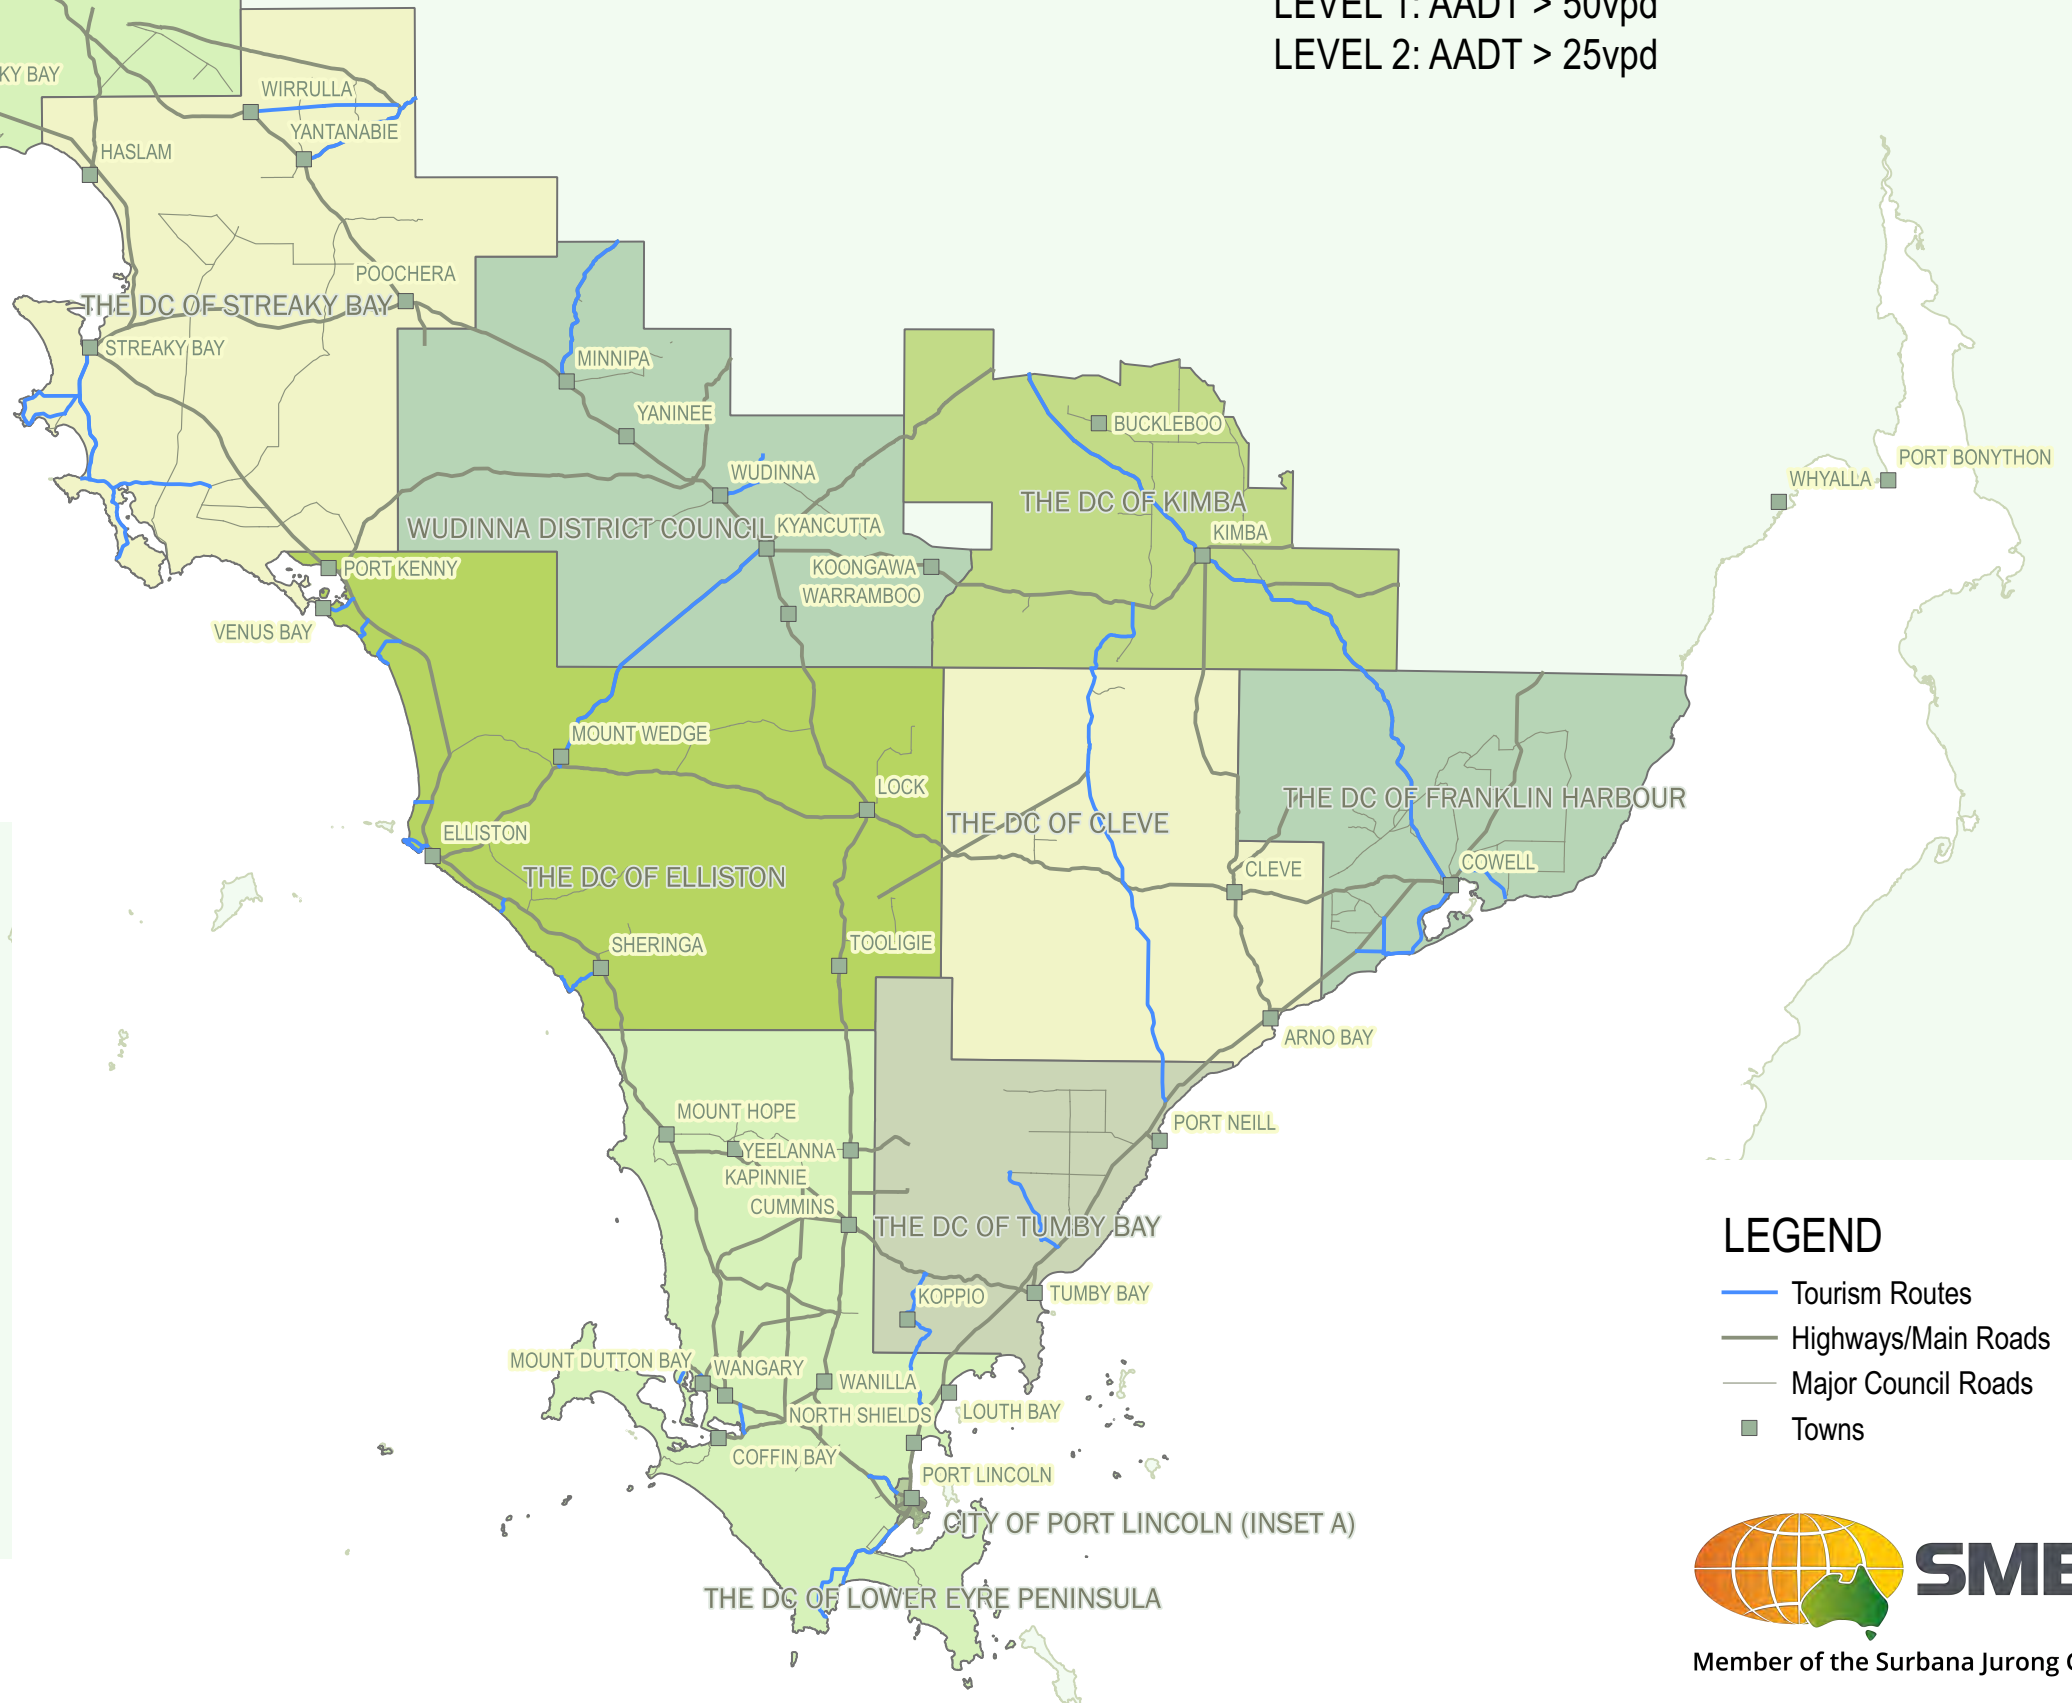 LEVEL 1: AADT > 50vpd
LEVEL 2: AADT > 25vpd
KY BAY
WIRRULLA
YANTANABIE
HASLAM
POOCHERA
THE DC OF STREAKY BAY
STREAKY BAY
MINNIPA
YANINEE
BUCKLEBOO
WUDINNA
PORT BONYTHON
WHYALLA
THE DC OF KIMBA
WUDINNA DISTRICT COUNCIL
KYANCUTTA
KIMBA
PORT KENNY
KOONGAWA
WARRAMBOO
VENUS BAY
MOUNT WEDGE
LOCK
THE DC OF FRANKLIN HARBOUR
ELLISTON
THE DC OF CLEVE
COWELL
CLEVE
THE DC OF ELLISTON
SHERINGA
TOOLIGIE
ARNO BAY
MOUNT HOPE
PORT NEILL
YEELANNA
KAPINNIE
CUMMINS
THE DC OF TUMBY BAY
KOPPIO
TUMBY BAY
MOUNT DUTTON BAY
WANGARY
WANILLA
NORTH SHIELDS
LOUTH BAY
COFFIN BAY
PORT LINCOLN
CITY OF PORT LINCOLN (INSET A)
THE DC OF LOWER EYRE PENINSULA
LEGEND
Tourism Routes
Highways/Main Roads
Major Council Roads
Towns
SME
Member of the Surbana Jurong